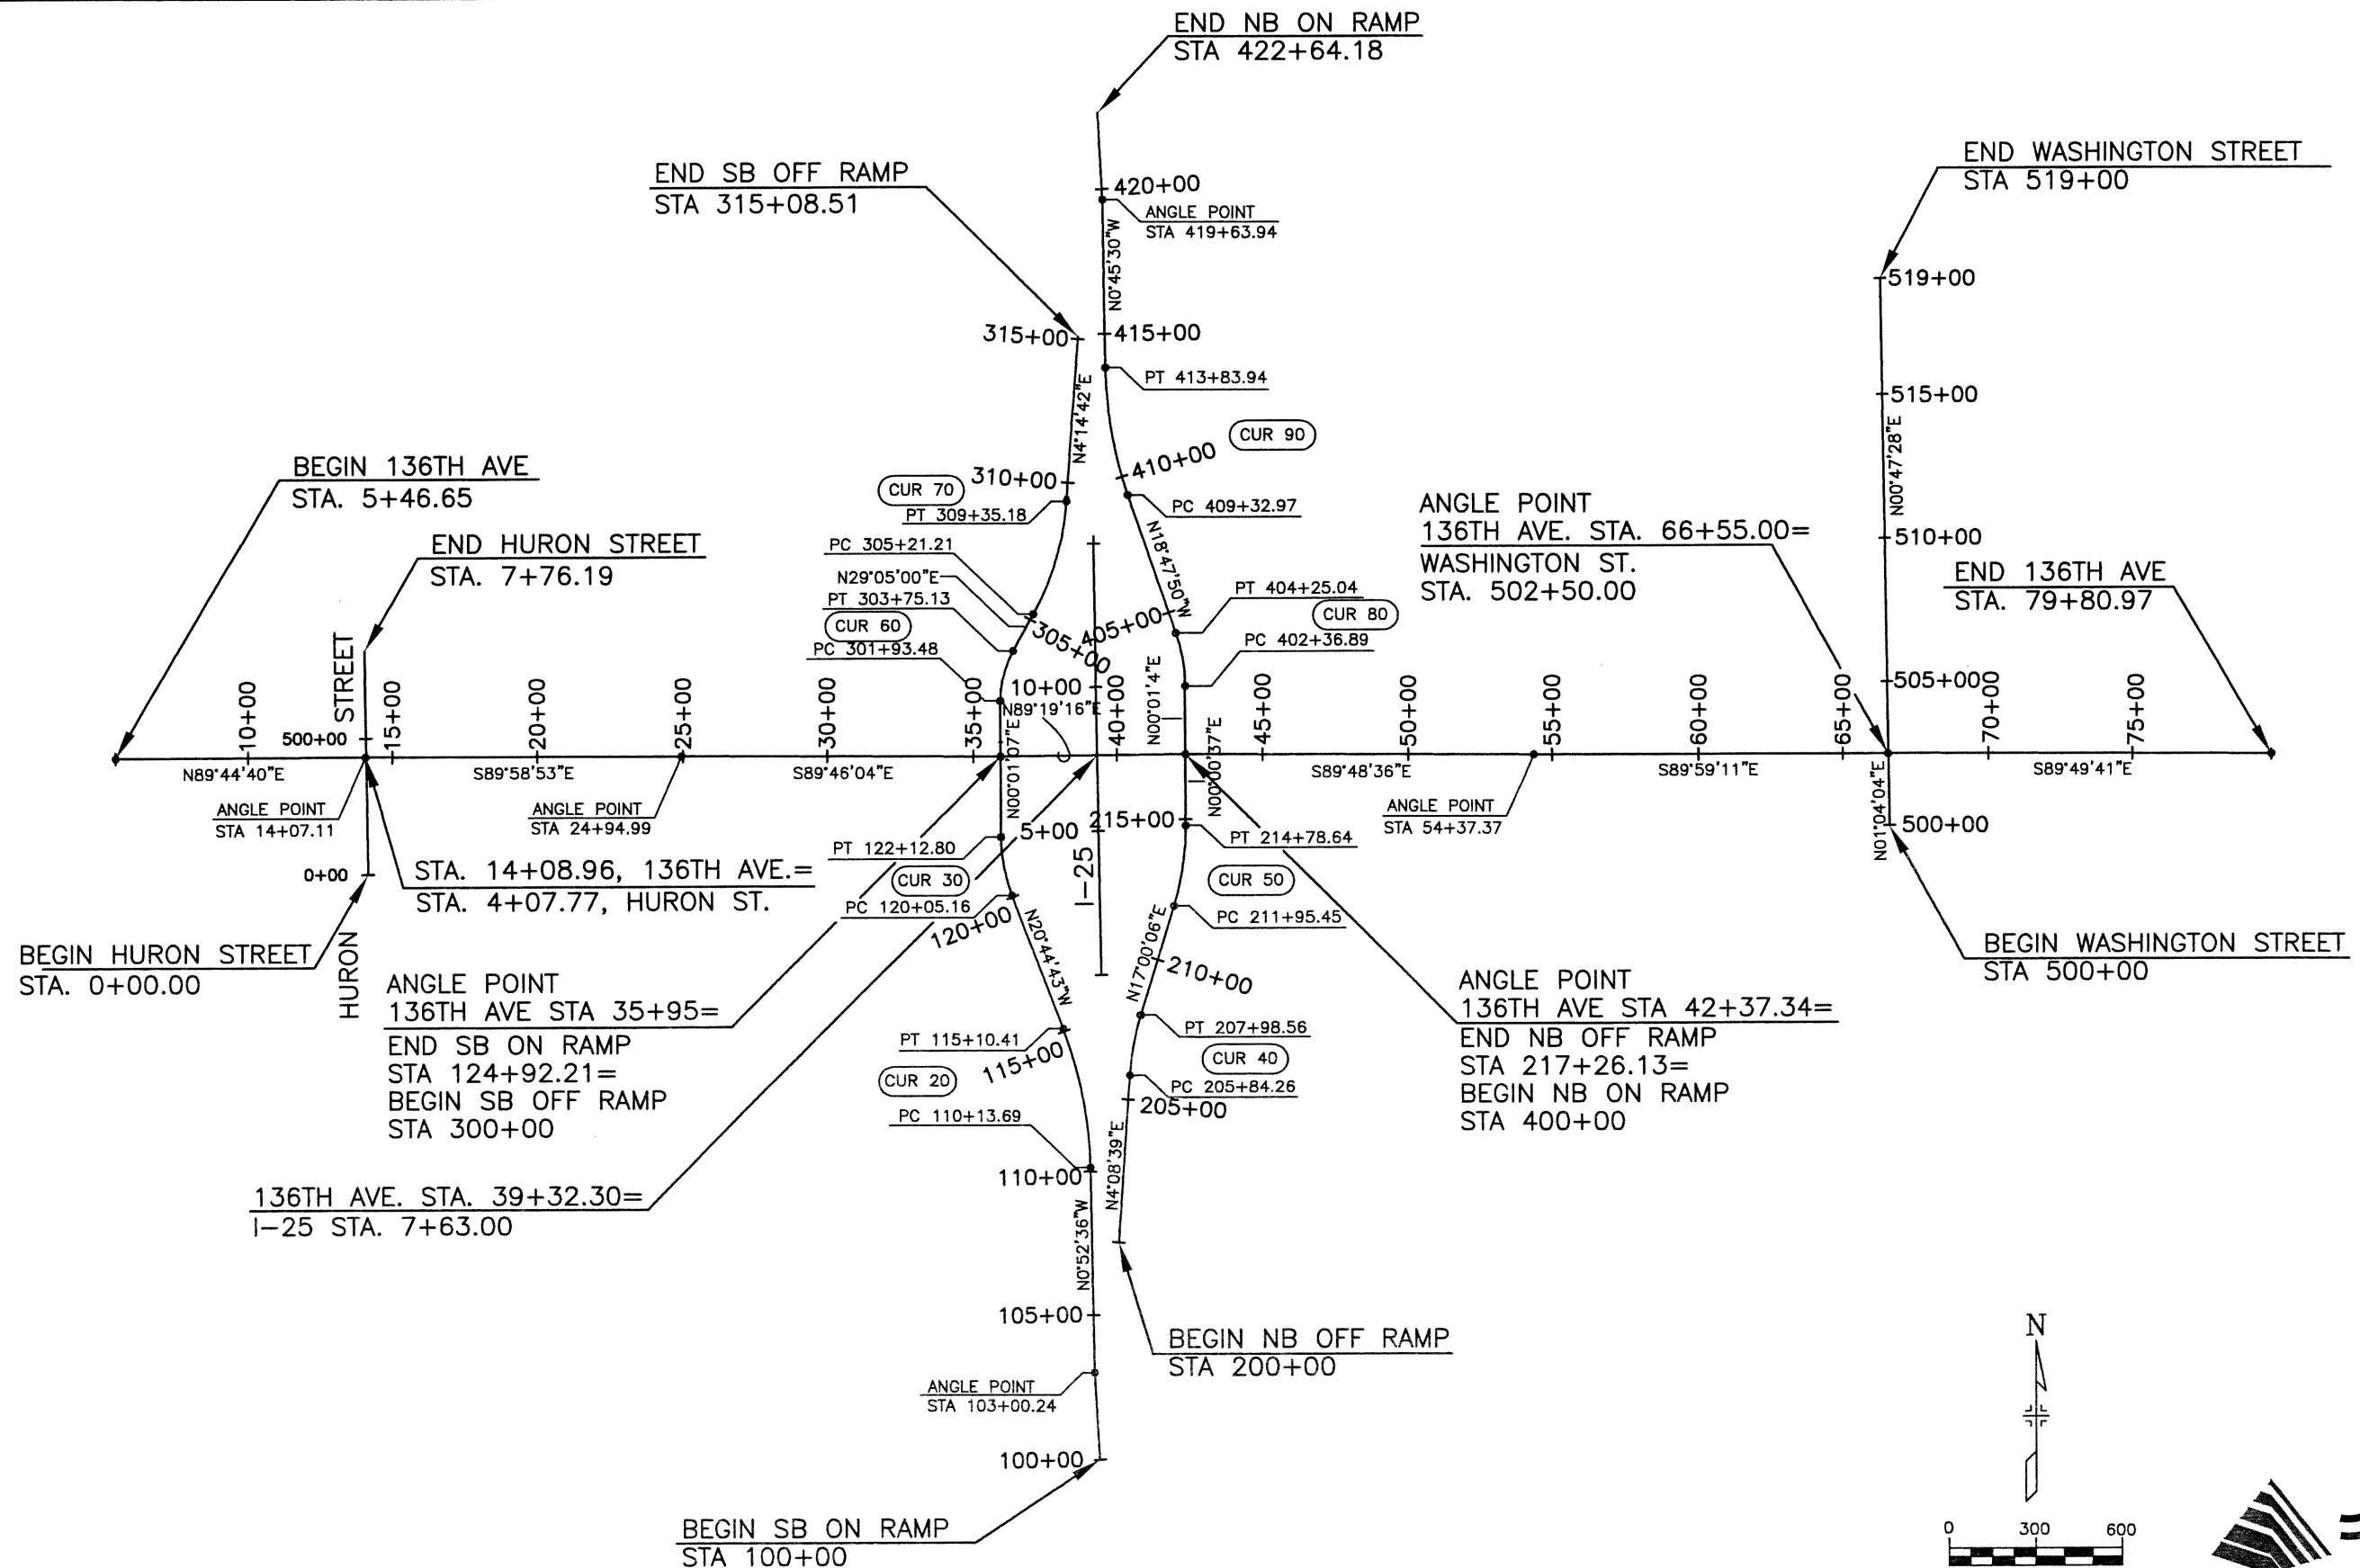 END NB ON RAMP
STA 422+64.18
END SB OFF RAMP
STA 315+08.51
END WASHINGTON STREET
STA 519+00
420+00
ANGLE POINT
STA 419+63.94
N0°45'30"W
519+00
315+00
415+00
PT 413+83.94
515+00
N4°14'42"E
N00°47'28"E
CUR 90
410+00
BEGIN 136TH AVE
STA. 5+46.65
310+00
CUR 70
PT 309+35.18
PC 409+32.97
ANGLE POINT
136TH AVE. STA. 66+55.00=
WASHINGTON ST.
STA. 502+50.00
510+00
END HURON STREET
STA. 7+76.19
PC 305+21.21
N29°05'00"E
PT 303+75.13
CUR 60
PC 301+93.48
N18°47'50"W
PT 404+25.04
CUR 80
PC 402+36.89
END 136TH AVE
STA. 79+80.97
305+00
405+00
STREET
500+00
10+00
15+00
20+00
25+00
30+00
35+00
10+00
N89°19'16"E
40+00
N00°01'4"E
45+00
50+00
55+00
60+00
65+00
505+00
70+00
75+00
N89°44'40"E
S89°58'53"E
S89°46'04"E
N00°01'07"E
N00°00'37"E
S89°48'36"E
S89°59'11"E
S89°49'41"E
ANGLE POINT
STA 14+07.11
ANGLE POINT
STA 24+94.99
ANGLE POINT
STA 54+37.37
N01°04'04"E
500+00
5+00
215+00
PT 122+12.80
PT 214+78.64
0+00
STA. 14+08.96, 136TH AVE.=
STA. 4+07.77, HURON ST.
CUR 30
I-25
CUR 50
PC 120+05.16
PC 211+95.45
120+00
N20°44'43"W
N17°00'06"E
210+00
BEGIN HURON STREET
STA. 0+00.00
HURON
BEGIN WASHINGTON STREET
STA 500+00
ANGLE POINT
136TH AVE STA 35+95=
END SB ON RAMP
STA 124+92.21=
BEGIN SB OFF RAMP
STA 300+00
ANGLE POINT
136TH AVE STA 42+37.34=
END NB OFF RAMP
STA 217+26.13=
BEGIN NB ON RAMP
STA 400+00
PT 115+10.41
115+00
PT 207+98.56
CUR 40
CUR 20
PC 205+84.26
205+00
PC 110+13.69
N4°08'39"E
110+00
136TH AVE. STA. 39+32.30=
I-25 STA. 7+63.00
N0°52'36"W
105+00
BEGIN NB OFF RAMP
STA 200+00
ANGLE POINT
STA 103+00.24
100+00
BEGIN SB ON RAMP
STA 100+00
N
0 300 600